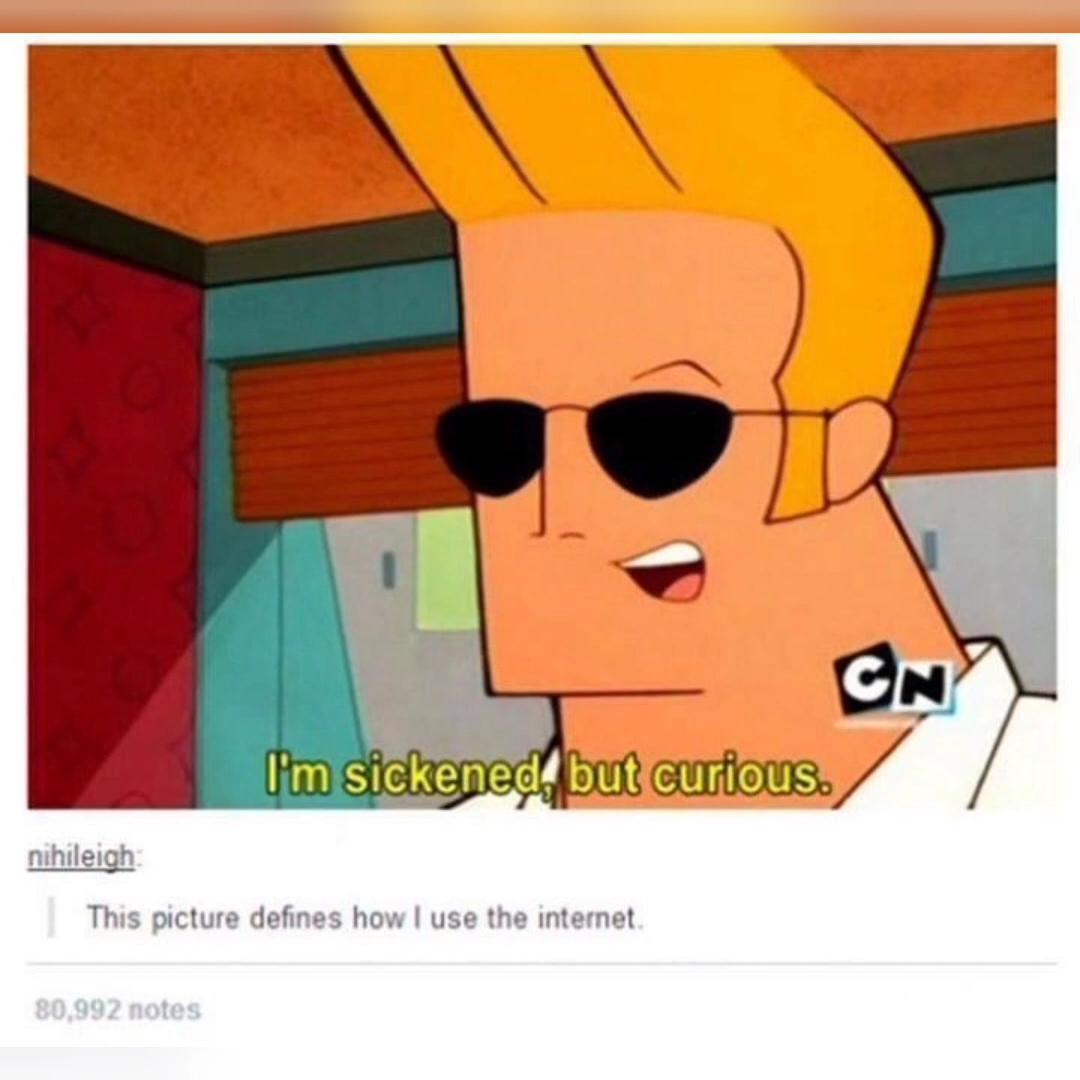 CN
I'm sickened, but curious.
nihileigh:
This picture defines how I use the internet.
80,992 notes